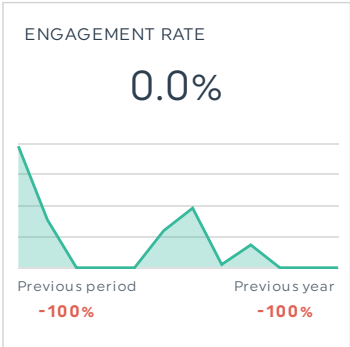 ENGAGEMENT RATE
0.0%
Previous period
Previous year
-100%
-100%